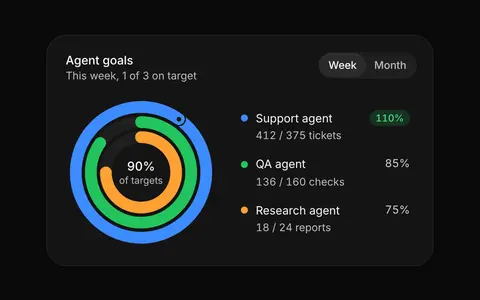 Agent goals
This week, 1 of 3 on target
Week Month
90%
of targets
Support agent 110%
412 / 375 tickets
QA agent 85%
136 / 160 checks
Research agent 75%
18 / 24 reports